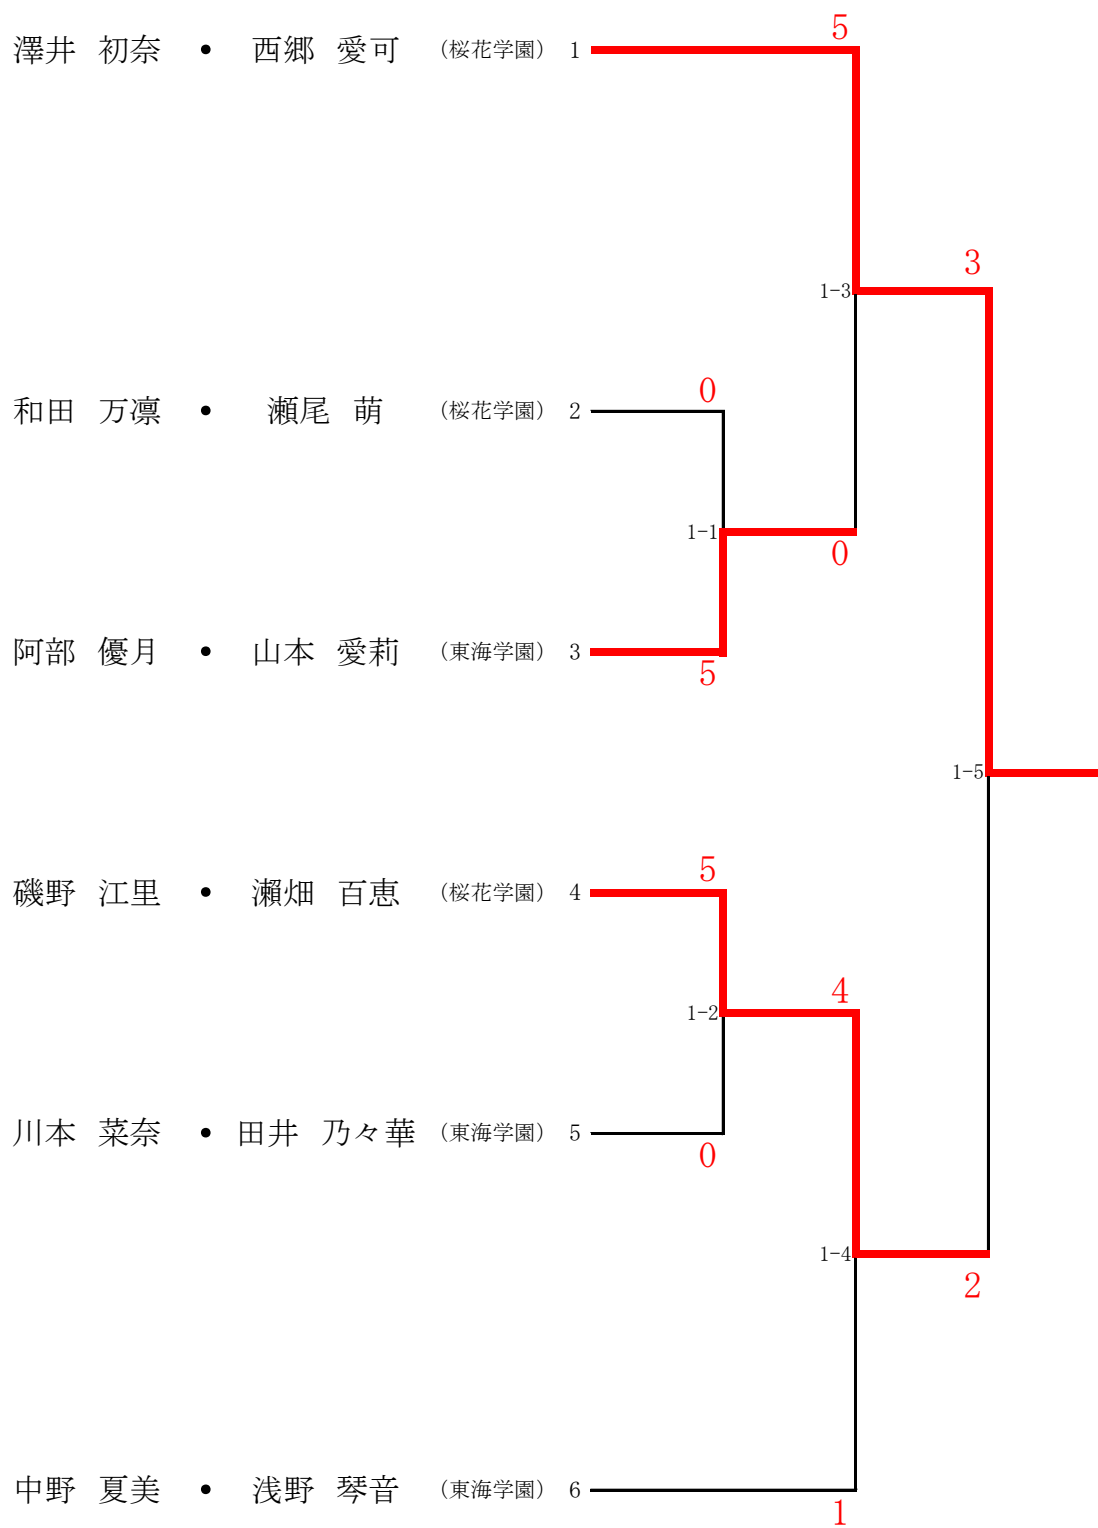 5
澤井 初奈 • 西郷 愛可 (桜花学園) 1
3
1-3
0
和田 万凛 • 瀬尾 萌 (桜花学園) 2
1-1
0
阿部 優月 • 山本 愛莉 (東海学園) 3
5
1-5
5
磯野 江里 • 瀬畑 百恵 (桜花学園) 4
4
1-2
川本 菜奈 • 田井 乃々華 (東海学園) 5
0
1-4
2
中野 夏美 • 浅野 琴音 (東海学園) 6
1